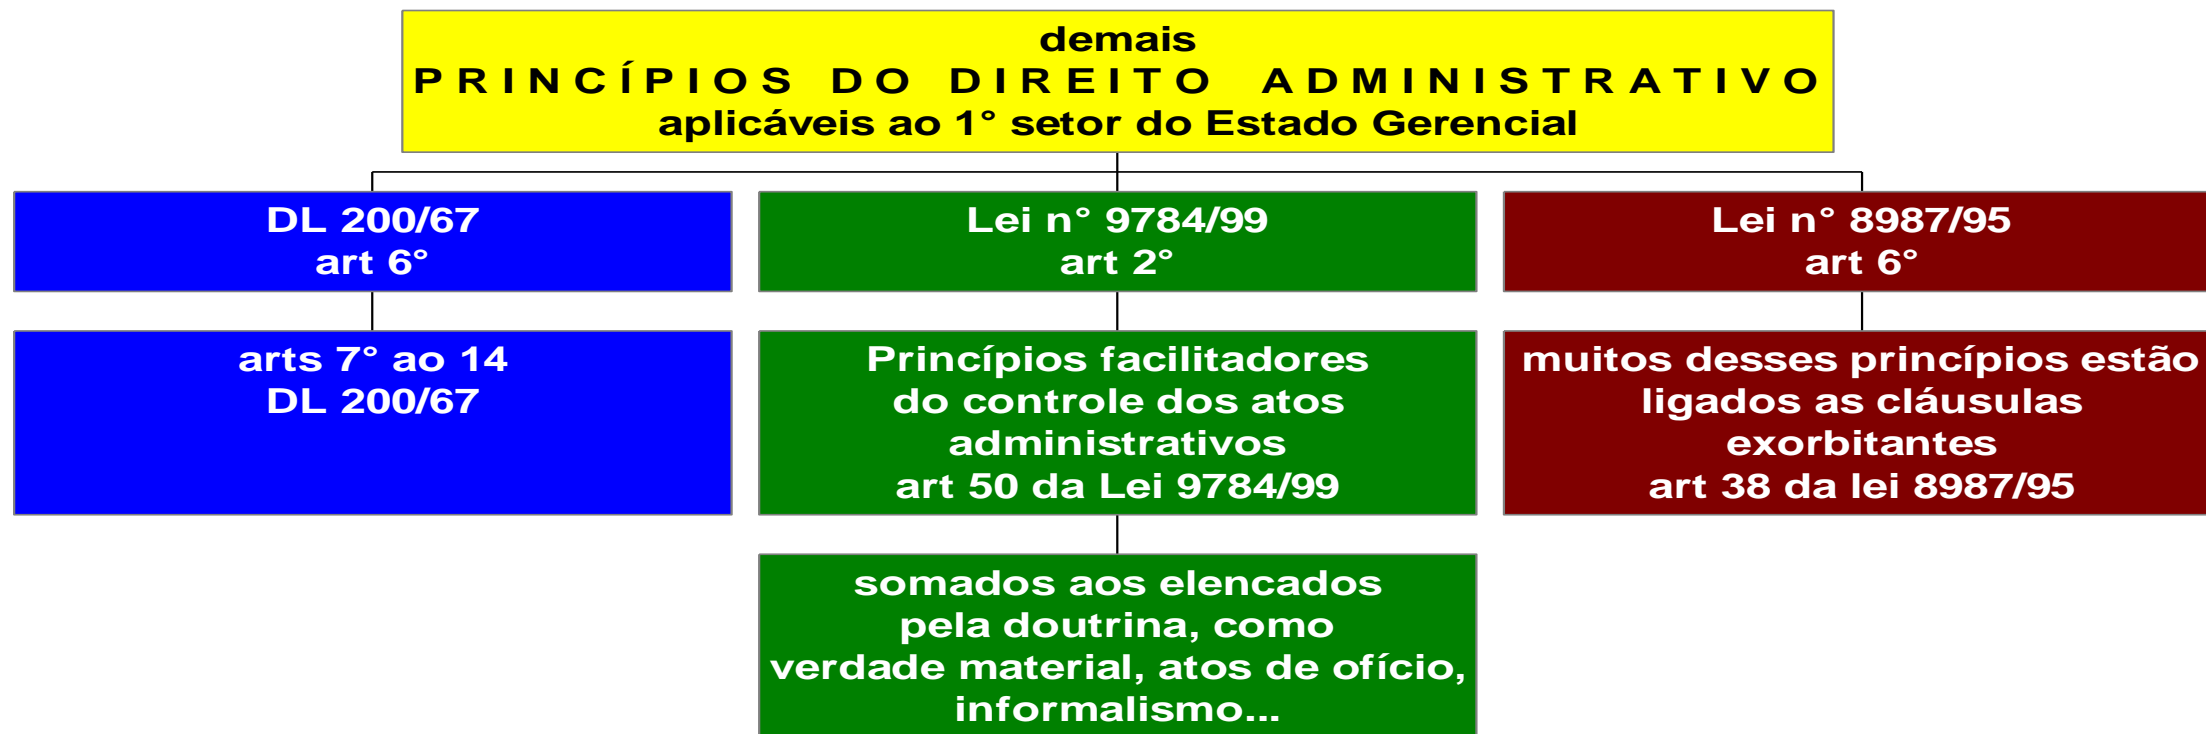 demais
PRINCÍPIOS DO DIREITO ADMINISTRATIVO
aplicáveis ao 1° setor do Estado Gerencial
DL 200/67
art 6°
Lei n° 9784/99
art 2°
Lei n° 8987/95
art 6°
arts 7° ao 14
DL 200/67
Princípios facilitadores
do controle dos atos
administrativos
art 50 da Lei 9784/99
muitos desses princípios estão
ligados as cláusulas
exorbitantes
art 38 da lei 8987/95
somados aos elencados
pela doutrina, como
verdade material, atos de ofício,
informalismo...